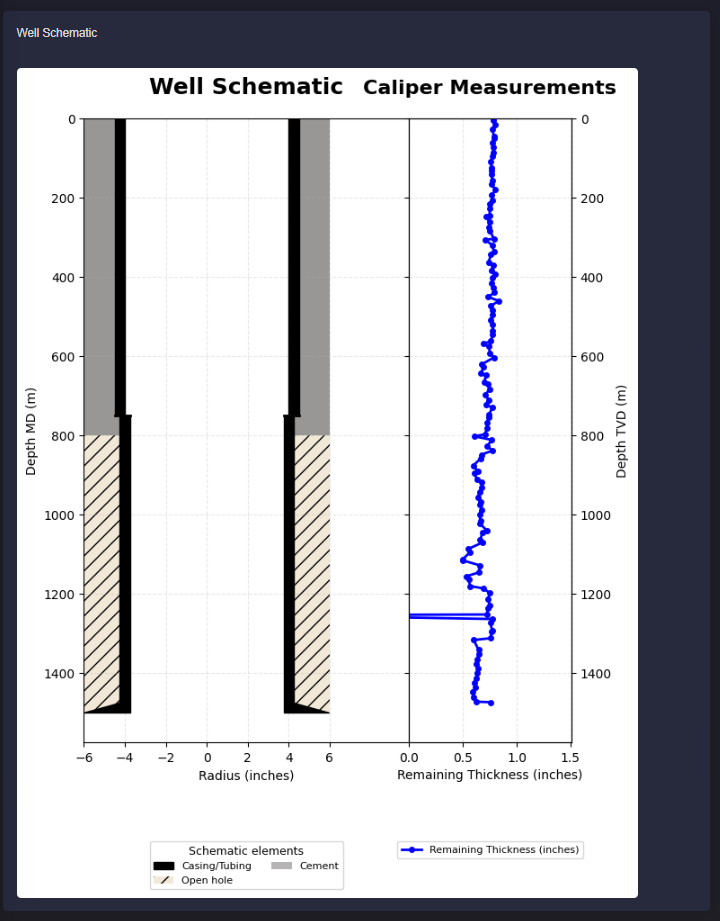 Well Schematic
Well Schematic
Caliper Measurements
0
200
400
600
800
1000
1200
1400
Depth MD (m)
−6
−4
−2
0
2
4
6
Radius (inches)
0
200
400
600
800
1000
1200
1400
Depth TVD (m)
0.0
0.5
1.0
1.5
Remaining Thickness (inches)
Schematic elements
Casing/Tubing
Cement
Open hole
Remaining Thickness (inches)